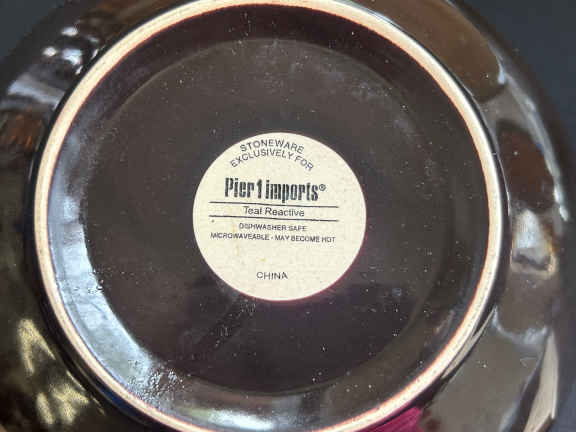 STONEWARE
EXCLUSIVELY FOR
Pier 1 imports®
Teal Reactive
DISHWASHER SAFE
MICROWAVEABLE - MAY BECOME HOT
CHINA